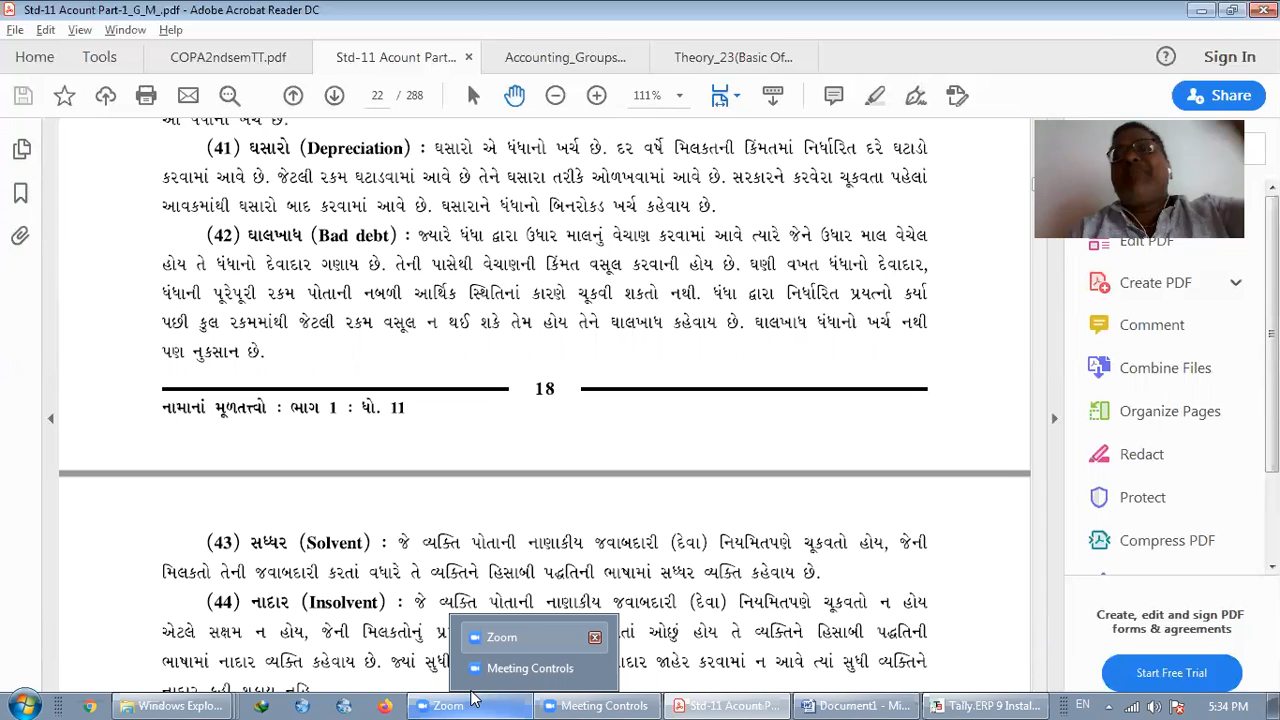 Std-11 Acount Part-1_G_M_.pdf - Adobe Acrobat Reader DC
File Edit View Window Help
Home Tools COPA2ndsemTT.pdf Std-11 Acount Part... × Accounting_Groups... Theory_23(Basic Of... Sign In
22 / 288 111% Share
(41) ઘસારો (Depreciation) : ઘસારો એ ધંધાનો ખર્ચ છે. દર વર્ષે મિલકતની કિંમતમાં નિર્ધારિત દરે ઘટાડો
કરવામાં આવે છે. જેટલી રકમ ઘટાડવામાં આવે છે તેને ઘસારા તરીકે ઓળખવામાં આવે છે. સરકારને કરવેરા ચૂકવતા પહેલાં
આવકમાંથી ઘસારો બાદ કરવામાં આવે છે. ઘસારાને ધંધાનો બિનરોકડ ખર્ચ કહેવાય છે.
(42) ઘાલખાધ (Bad debt) : જ્યારે ધંધા દ્વારા ઉધાર માલનું વેચાણ કરવામાં આવે ત્યારે જેને ઉધાર માલ વેચેલ
હોય તે ધંધાનો દેવાદાર ગણાય છે. તેની પાસેથી વેચાણની કિંમત વસૂલ કરવાની હોય છે. ઘણી વખત ધંધાનો દેવાદાર,
ધંધાની પૂરેપૂરી રકમ પોતાની નબળી આર્થિક સ્થિતિનાં કારણે ચૂકવી શકતો નથી. ધંધા દ્વારા નિર્ધારિત પ્રયત્નો કર્યા
પછી કુલ રકમમાંથી જેટલી રકમ વસૂલ ન થઈ શકે તેમ હોય તેને ઘાલખાધ કહેવાય છે. ઘાલખાધ ધંધાનો ખર્ચ નથી
પણ નુકસાન છે.
18
નામાનાં મૂળતત્ત્વો : ભાગ 1 : ધો. 11
(43) સધ્ધર (Solvent) : જે વ્યક્તિ પોતાની નાણાકીય જવાબદારી (દેવા) નિયમિતપણે ચૂકવતો હોય, જેની
મિલકતો તેની જવાબદારી કરતાં વધારે તે વ્યક્તિને હિસાબી પદ્ધતિની ભાષામાં સધ્ધર વ્યક્તિ કહેવાય છે.
(44) નાદાર (Insolvent) : જે વ્યક્તિ પોતાની નાણાકીય જવાબદારી (દેવા) નિયમિતપણે ચૂકવતો ન હોય
એટલે સક્ષમ ન હોય, જેની મિલકતોનું ઓછું હોય તે વ્યક્તિને હિસાબી પદ્ધતિની
ભાષામાં નાદાર વ્યક્તિ કહેવાય છે. જ્યાં સુધી નાદાર જાહેર કરવામાં ન આવે ત્યાં સુધી વ્યક્તિને
Edit PDF
Create PDF
Comment
Combine Files
Organize Pages
Redact
Protect
Compress PDF
Create, edit and sign PDF
forms & agreements
Start Free Trial
Zoom
Meeting Controls
Windows Explo... Zoom Meeting Controls Std-11 Acount P... Document1 - Mi... Tally.ERP 9 Instal... EN 5:34 PM